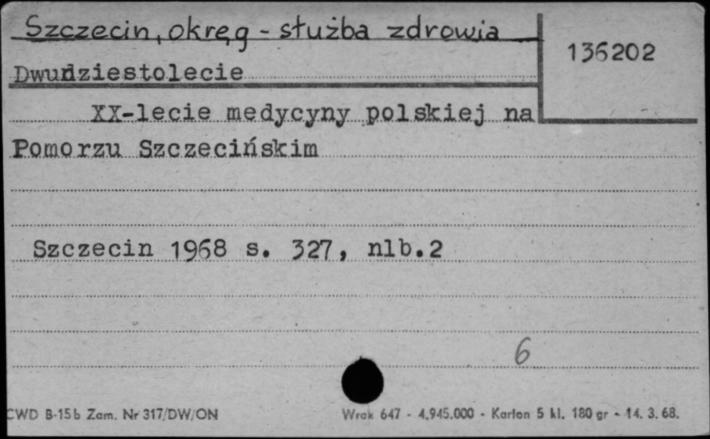 Szczecin, okręg - służba zdrowia
136202
Dwudziestolecie
XX-lecie medycyny polskiej na
Pomorzu Szczecińskim
Szczecin 1968 s. 327, nlb.2
6
CWD B-15b Zam. Nr 317/DW/ON
Wrak 647 - 4.945.000 - Karton 5 kl. 180 gr - 14. 3. 68.